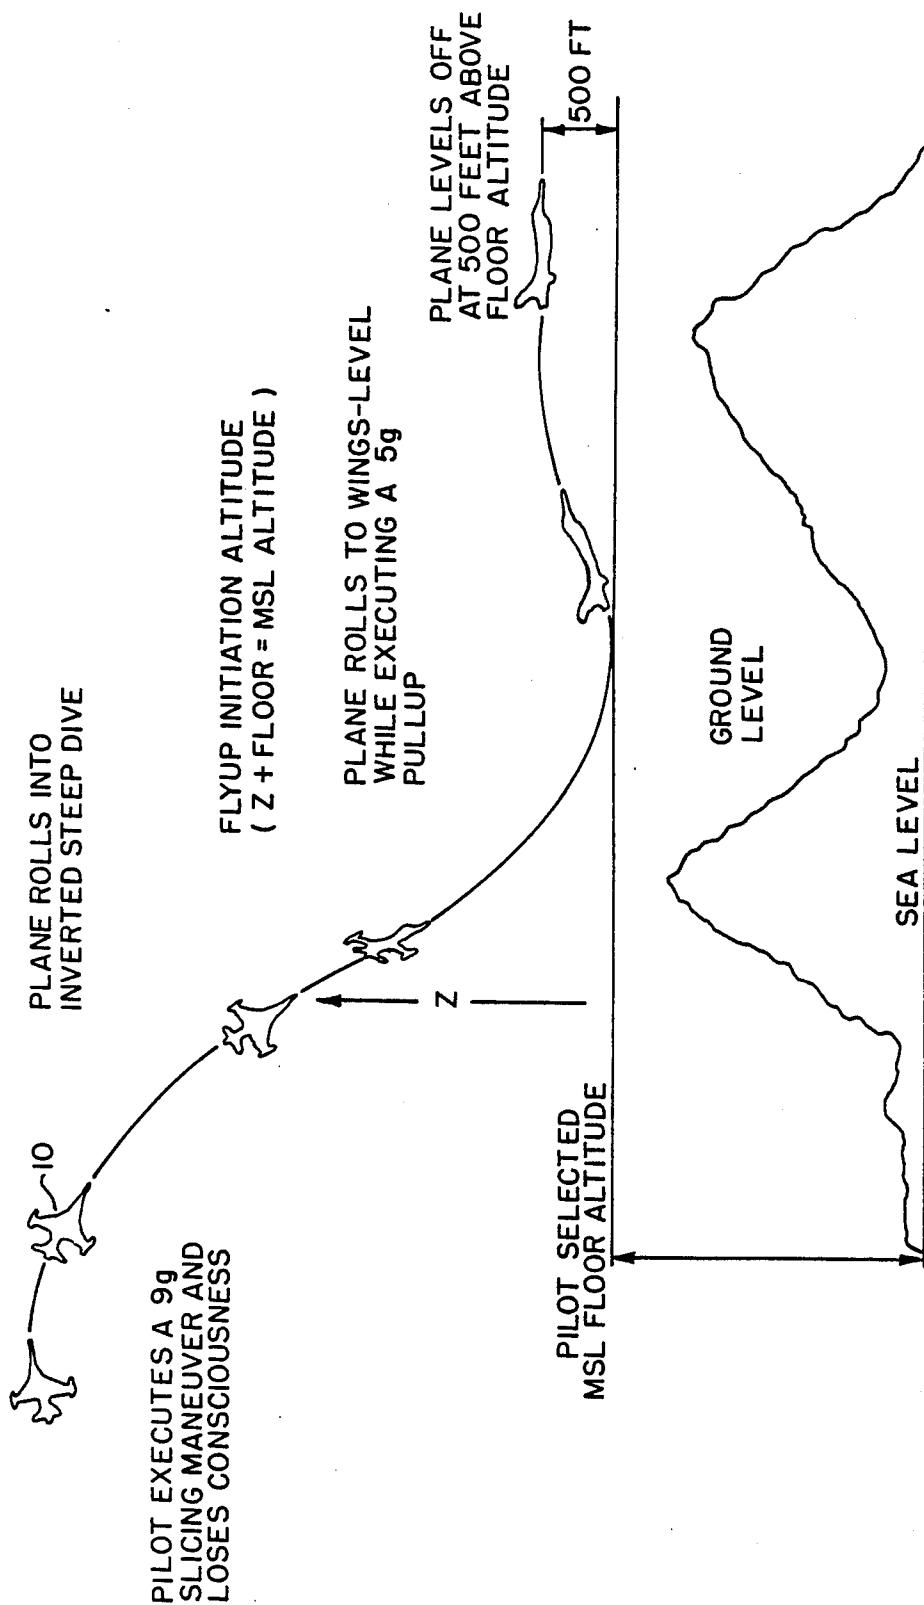 PLANE ROLLS INTO
INVERTED STEEP DIVE
10
PILOT EXECUTES A 9g
SLICING MANEUVER AND
LOSES CONSCIOUSNESS
FLYUP INITIATION ALTITUDE
( Z + FLOOR = MSL ALTITUDE )
PLANE ROLLS TO WINGS-LEVEL
WHILE EXECUTING A 5g
PULLUP
PLANE LEVELS OFF
AT 500 FEET ABOVE
FLOOR ALTITUDE
Z
500 FT
PILOT SELECTED
MSL FLOOR ALTITUDE
GROUND
LEVEL
SEA LEVEL